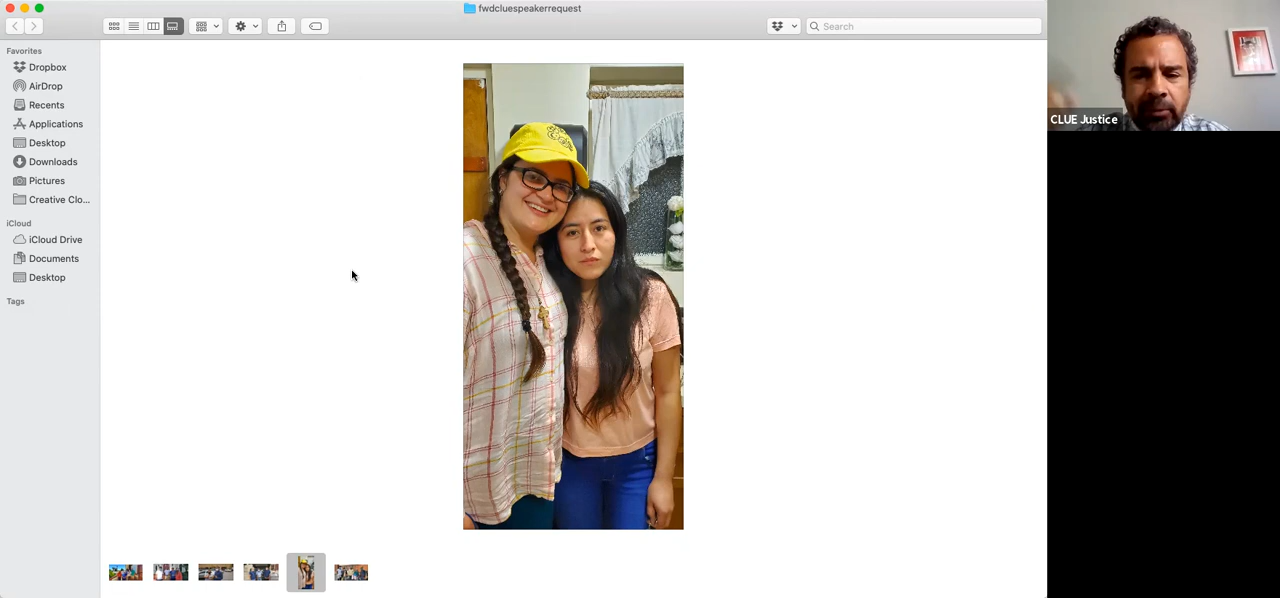 fwdcluespeakerrequest
Search
Favorites
Dropbox
AirDrop
Recents
Applications
Desktop
Downloads
Pictures
Creative Clo...
iCloud
iCloud Drive
Documents
Desktop
Tags
CLUE Justice